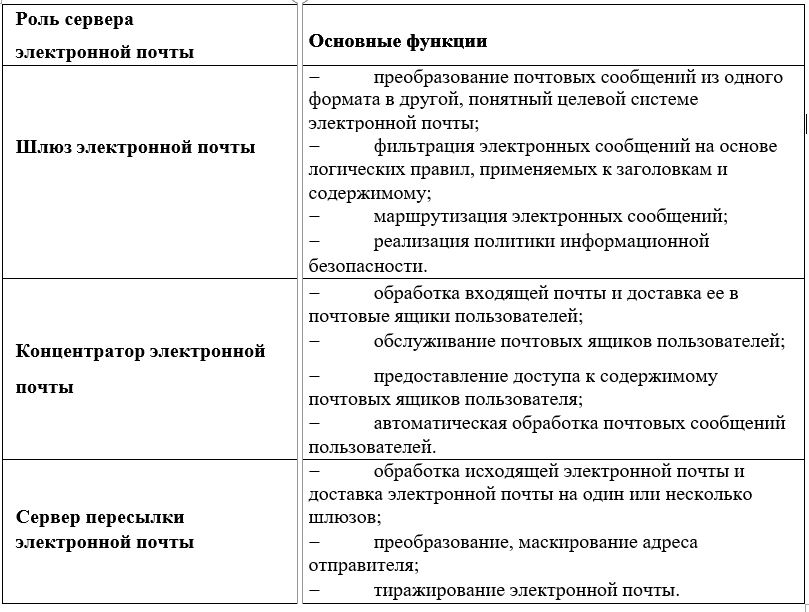 Роль сервера
электронной почты
Основные функции
Шлюз электронной почты
– преобразование почтовых сообщений из одного
формата в другой, понятный целевой системе
электронной почты;
– фильтрация электронных сообщений на основе
логических правил, применяемых к заголовкам и
содержимому;
– маршрутизация электронных сообщений;
– реализация политики информационной
безопасности.
Концентратор электронной
почты
– обработка входящей почты и доставка ее в
почтовые ящики пользователей;
– обслуживание почтовых ящиков пользователей;
– предоставление доступа к содержимому
почтовых ящиков пользователя;
– автоматическая обработка почтовых сообщений
пользователей.
Сервер пересылки
электронной почты
– обработка исходящей электронной почты и
доставка электронной почты на один или несколько
шлюзов;
– преобразование, маскирование адреса
отправителя;
– тиражирование электронной почты.